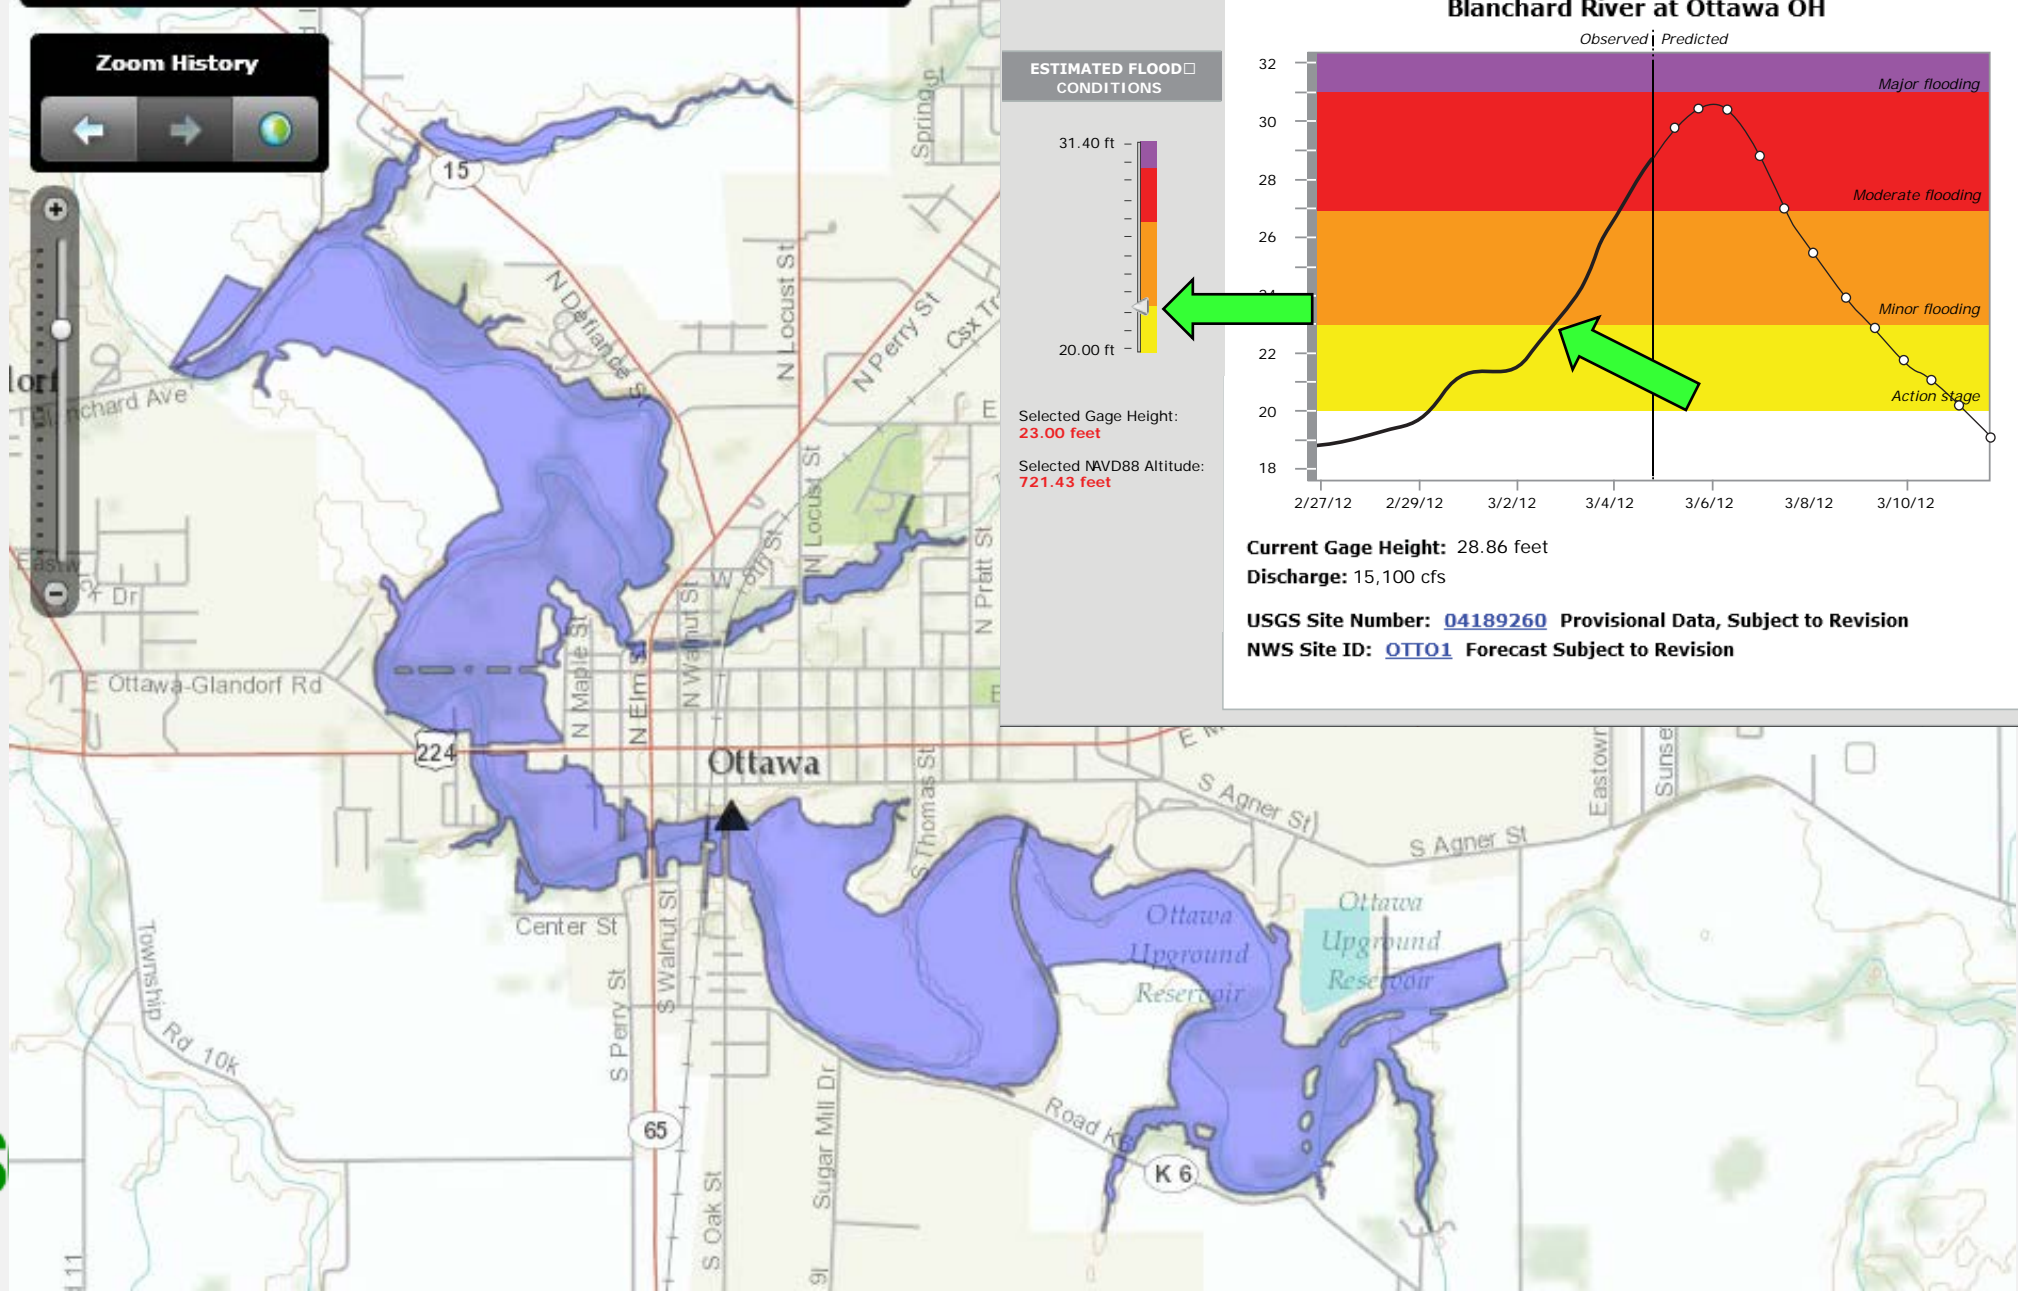 Zoom History
15
N Defiance St
N Locust St
N Perry St
Spring St
Blanchard Ave
N Locust St
N Pratt St
W
5th St
N Walnut St
N Maple St
N Elm S
E Ottawa-Glandorf Rd
Dr
224
Ottawa
S Thomas St
S Agner St
S Agner St
Eastown
Sunse
Ottawa
Upground
Reservoir
Ottawa
Upground
Reservoir
Center St
S Walnut St
S Perry St
Township Rd 10k
65
S Oak St
Sugar Mill Dr
Road K6
K 6
91
E
E
Blanchard River at Ottawa OH
Observed Predicted
ESTIMATED FLOOD
CONDITIONS
31.40 ft
20.00 ft
Selected Gage Height:
23.00 feet
Selected NAVD88 Altitude:
721.43 feet
32
30
28
26
22
20
18
Major flooding
Moderate flooding
Minor flooding
Action stage
2/27/12 2/29/12 3/2/12 3/4/12 3/6/12 3/8/12 3/10/12
Current Gage Height: 28.86 feet
Discharge: 15,100 cfs
USGS Site Number: 04189260 Provisional Data, Subject to Revision
NWS Site ID: OTTO1 Forecast Subject to Revision